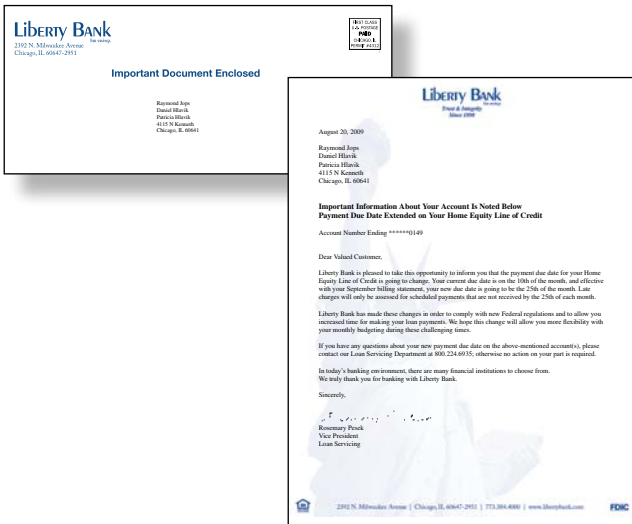 LIBERTY BANK
for savings
2392 N. Milwaukee Avenue
Chicago, IL 60647-2951
FIRST CLASS
U.S. POSTAGE
PAID
CHICAGO, IL
PERMIT #4312
Important Document Enclosed
Raymond Jops
Daniel Hlavik
Patricia Hlavik
4115 N Kenneth
Chicago, IL 60641
LIBERTY BANK
for savings
Trust & Integrity
Since 1898
August 20, 2009
Raymond Jops
Daniel Hlavik
Patricia Hlavik
4115 N Kenneth
Chicago, IL 60641
Important Information About Your Account Is Noted Below
Payment Due Date Extended on Your Home Equity Line of Credit
Account Number Ending ******0149
Dear Valued Customer,
Liberty Bank is pleased to take this opportunity to inform you that the payment due date for your Home
Equity Line of Credit is going to change. Your current due date is on the 10th of the month, and effective
with your September billing statement, your new due date is going to be the 25th of the month. Late
charges will only be assessed for scheduled payments that are not received by the 25th of each month.
Liberty Bank has made these changes in order to comply with new Federal regulations and to allow you
increased time for making your loan payments. We hope this change will allow you more flexibility with
your monthly budgeting during these challenging times.
If you have any questions about your new payment due date on the above-mentioned account(s), please
contact our Loan Servicing Department at 800.224.6935; otherwise no action on your part is required.
In today's banking environment, there are many financial institutions to choose from.
We truly thank you for banking with Liberty Bank.
Sincerely,
Rosemary Pesek
Vice President
Loan Servicing
2392 N. Milwaukee Avenue | Chicago, IL 60647-2951 | 773.384.4000 | www.libertybank.com
FDIC